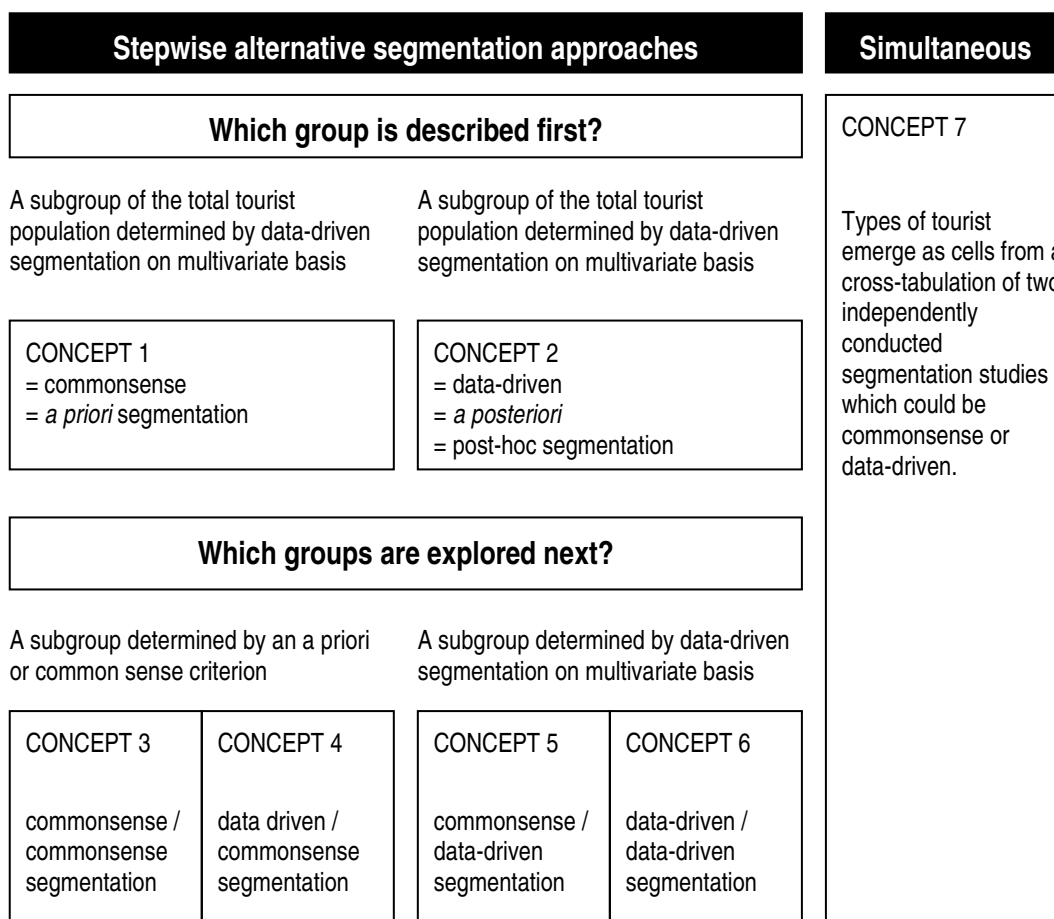 Stepwise alternative segmentation approaches
Which group is described first?
A subgroup of the total tourist
population determined by data-driven
segmentation on multivariate basis
A subgroup of the total tourist
population determined by data-driven
segmentation on multivariate basis
CONCEPT 1
= commonsense
= a priori segmentation
CONCEPT 2
= data-driven
= a posteriori
= post-hoc segmentation
Which groups are explored next?
A subgroup determined by an a priori
or common sense criterion
A subgroup determined by data-driven
segmentation on multivariate basis
CONCEPT 3
commonsense /
commonsense
segmentation
CONCEPT 4
data driven /
commonsense
segmentation
CONCEPT 5
commonsense /
data-driven
segmentation
CONCEPT 6
data-driven /
data-driven
segmentation
Simultaneous
CONCEPT 7
Types of tourist
emerge as cells from a
cross-tabulation of two
independently
conducted
segmentation studies
which could be
commonsense or
data-driven.